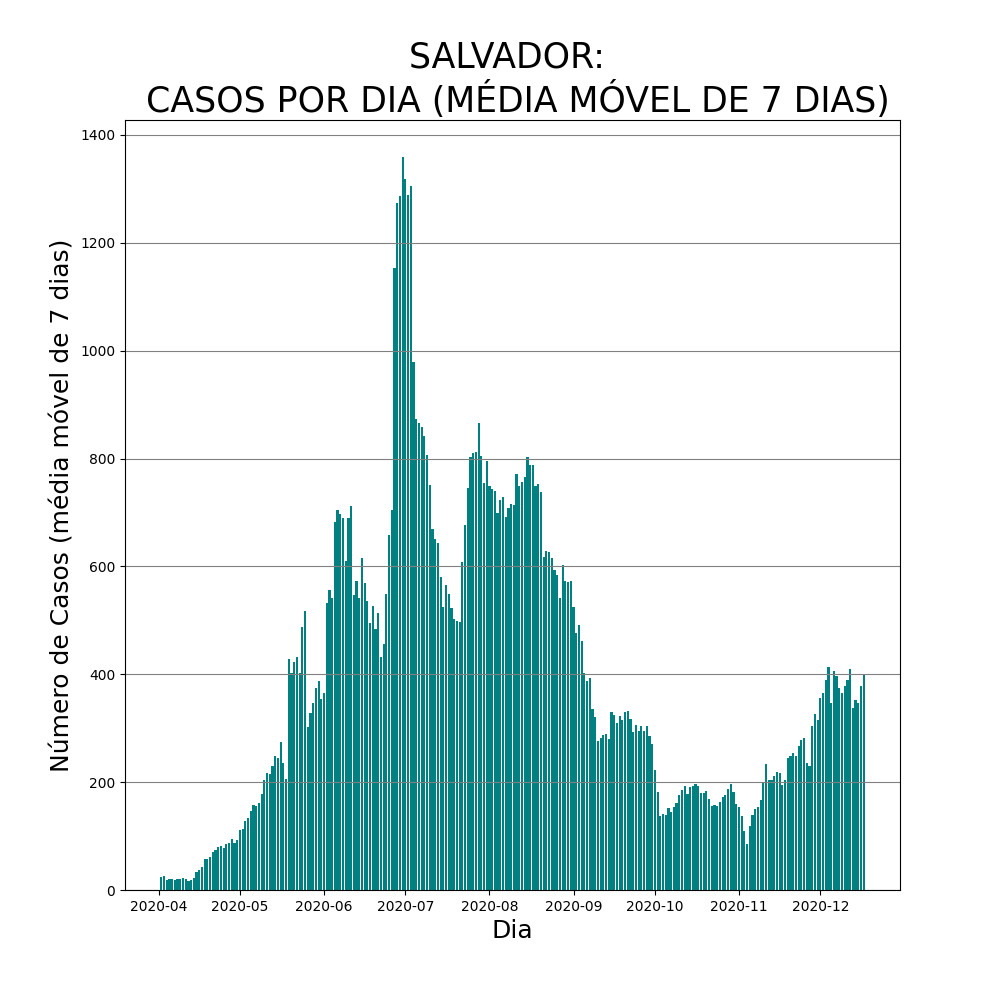 SALVADOR:
CASOS POR DIA (MÉDIA MÓVEL DE 7 DIAS)
Número de Casos (média móvel de 7 dias)
1400
1200
1000
800
600
400
200
0
2020-04 2020-05 2020-06 2020-07 2020-08 2020-09 2020-10 2020-11 2020-12
Dia